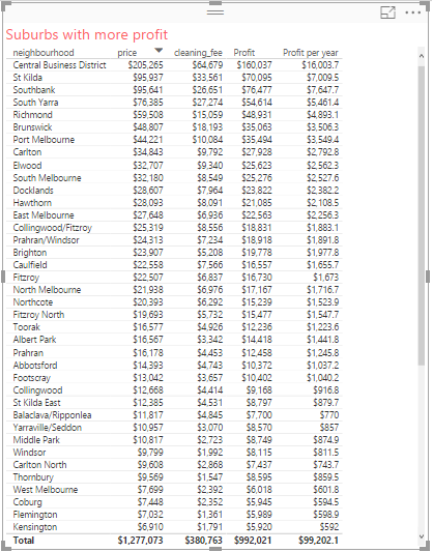 Suburbs with more profit
neighbourhood price cleaning_fee Profit Profit per year
Central Business District $205,265 $64,679 $160,037 $16,003.7
St Kilda $95,937 $33,561 $70,095 $7,009.5
Southbank $95,641 $26,651 $76,477 $7,647.7
South Yarra $76,385 $27,274 $54,614 $5,461.4
Richmond $59,508 $15,059 $48,931 $4,893.1
Brunswick $48,807 $18,193 $35,063 $3,506.3
Port Melbourne $44,221 $10,084 $35,494 $3,549.4
Carlton $34,843 $9,792 $27,928 $2,792.8
Elwood $32,707 $9,340 $25,623 $2,562.3
South Melbourne $32,180 $8,549 $25,276 $2,527.6
Docklands $28,607 $7,964 $23,822 $2,382.2
Hawthorn $28,093 $8,091 $21,085 $2,108.5
East Melbourne $27,648 $6,936 $22,563 $2,256.3
Collingwood/Fitzroy $25,319 $8,556 $18,831 $1,883.1
Prahran/Windsor $24,313 $7,234 $18,918 $1,891.8
Brighton $23,907 $5,208 $19,778 $1,977.8
Caulfield $22,558 $7,566 $16,557 $1,655.7
Fitzroy $22,507 $6,837 $16,730 $1,673
North Melbourne $21,938 $6,976 $17,167 $1,716.7
Northcote $20,393 $6,292 $15,239 $1,523.9
Fitzroy North $19,693 $5,732 $15,477 $1,547.7
Toorak $16,577 $4,926 $12,236 $1,223.6
Albert Park $16,567 $3,342 $14,418 $1,441.8
Prahran $16,178 $4,453 $12,458 $1,245.8
Abbotsford $14,393 $4,743 $10,372 $1,037.2
Footscray $13,042 $3,657 $10,402 $1,040.2
Collingwood $12,668 $4,414 $9,168 $916.8
St Kilda East $12,385 $4,531 $8,797 $879.7
Balaclava/Ripponlea $11,817 $4,845 $7,700 $770
Yarraville/Seddon $10,957 $3,070 $8,570 $857
Middle Park $10,817 $2,723 $8,749 $874.9
Windsor $9,799 $1,992 $8,115 $811.5
Carlton North $9,608 $2,868 $7,437 $743.7
Thornbury $9,569 $1,547 $8,595 $859.5
West Melbourne $7,699 $2,392 $6,018 $601.8
Coburg $7,448 $2,352 $5,945 $594.5
Flemington $7,032 $1,361 $5,989 $598.9
Kensington $6,910 $1,791 $5,920 $592
Total $1,277,073 $380,763 $992,021 $99,202.1